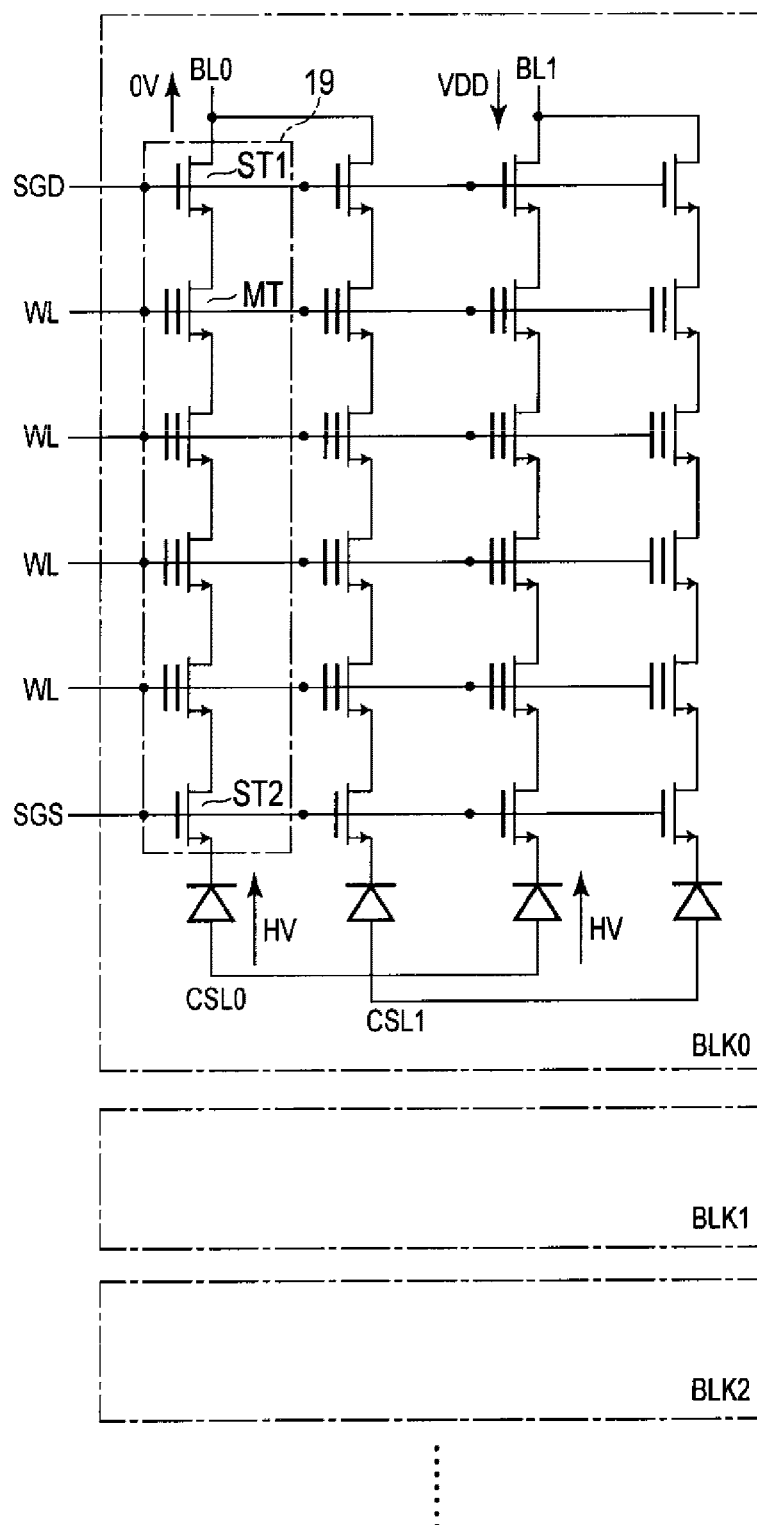 0V BL0 19 VDD BL1
SGD ST1
WL MT
WL
WL
WL
SGS ST2
HV HV
CSL0 CSL1
BLK0
BLK1
BLK2